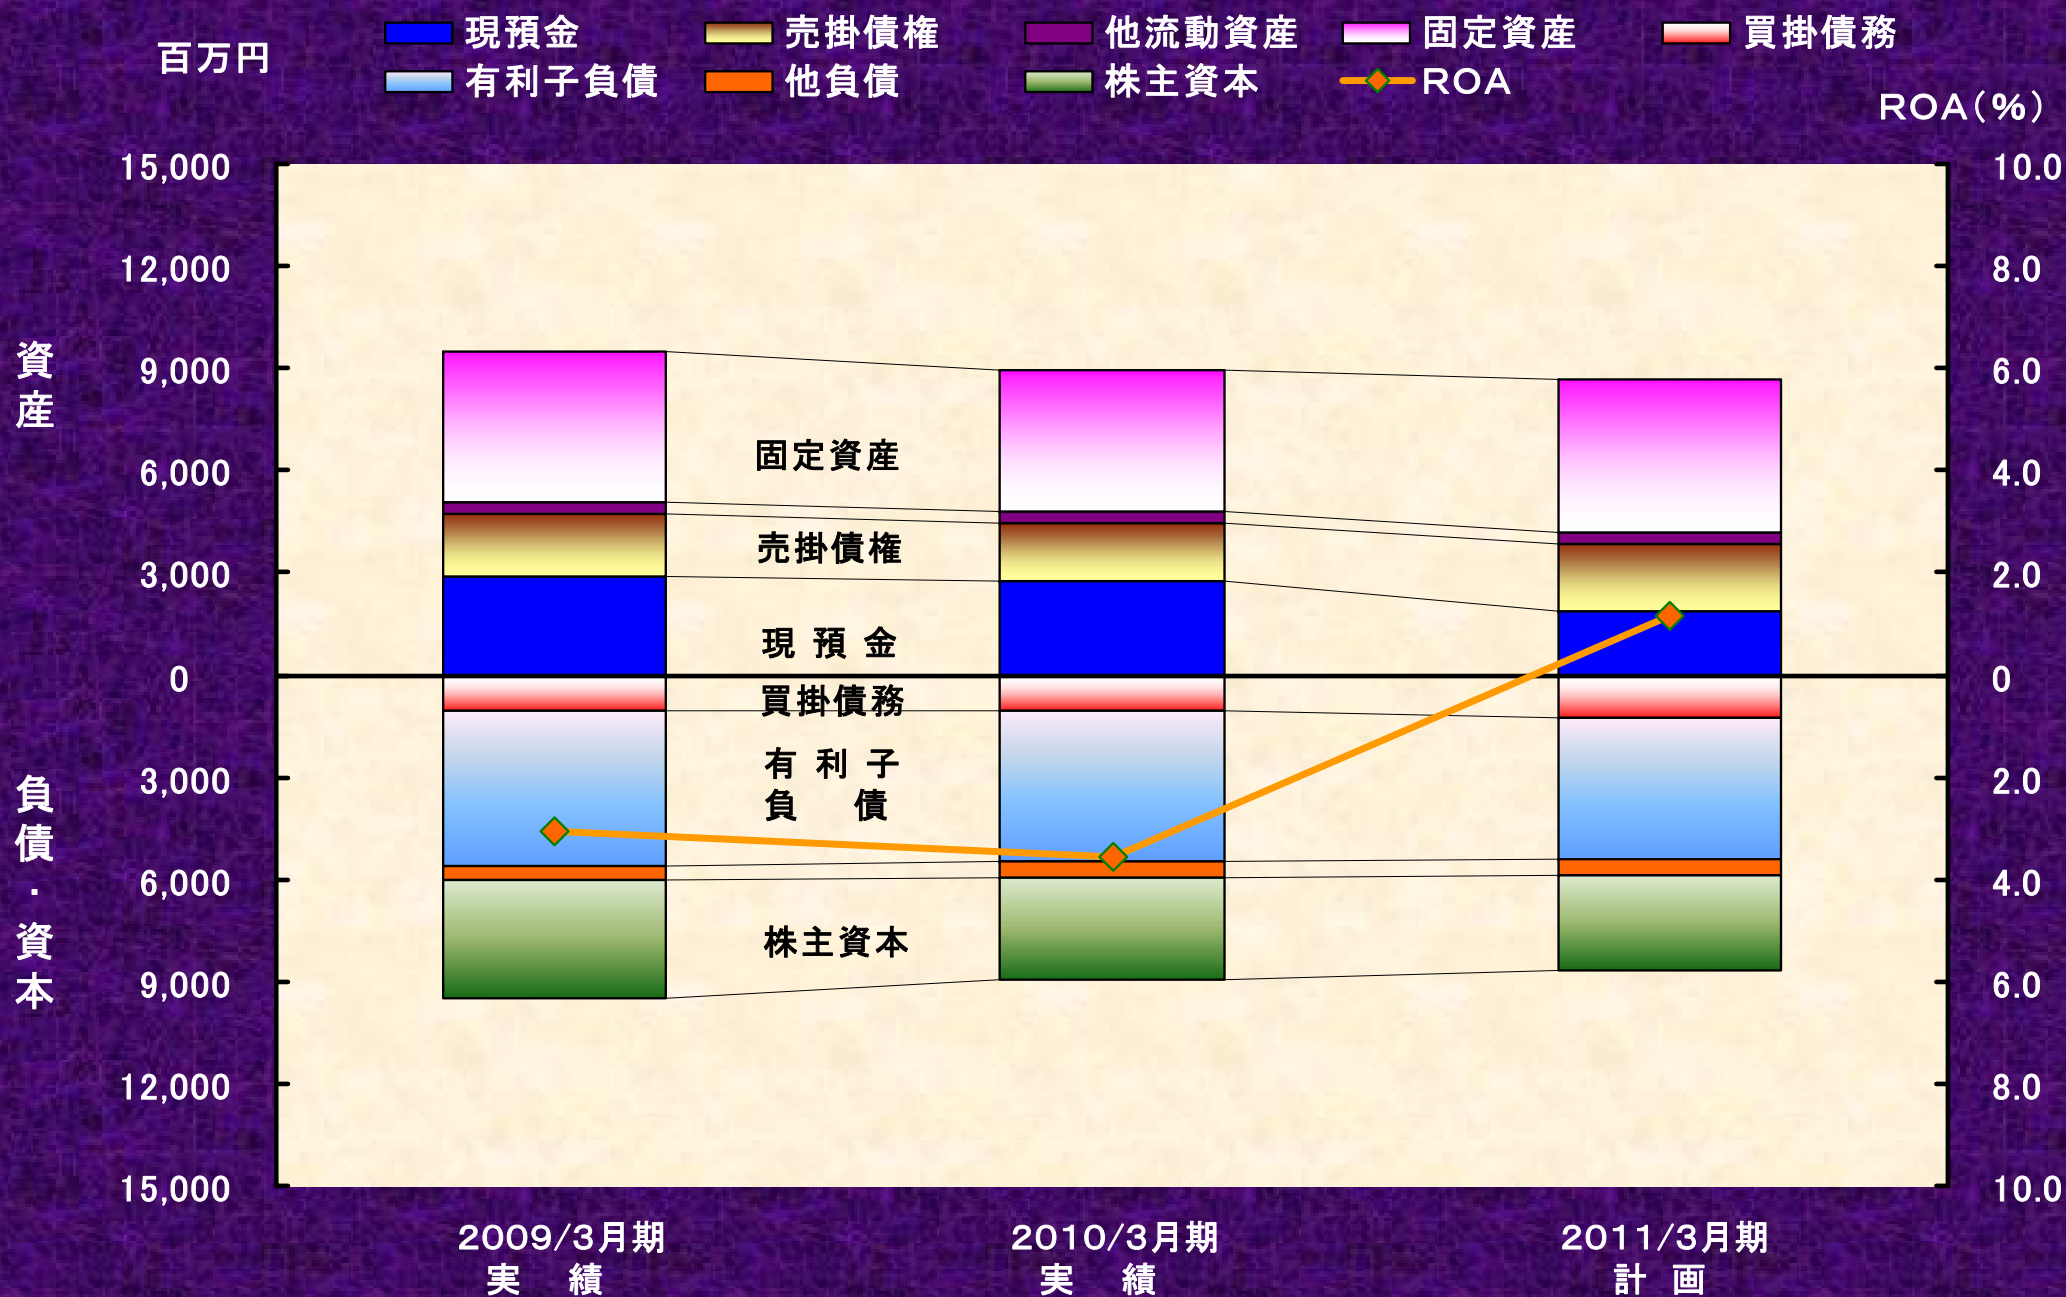 百万円
現預金
売掛債権
他流動資産
固定資産
買掛債務
有利子負債
他負債
株主資本
ROA
ROA(%)
15,000
12,000
9,000
6,000
3,000
0
3,000
6,000
9,000
12,000
15,000
資産
負債・資本
固定資産
売掛債権
現預金
買掛債務
有利子
負債
株主資本
10.0
8.0
6.0
4.0
2.0
0
2.0
4.0
6.0
8.0
10.0
2009/3月期
実 績
2010/3月期
実 績
2011/3月期
計 画